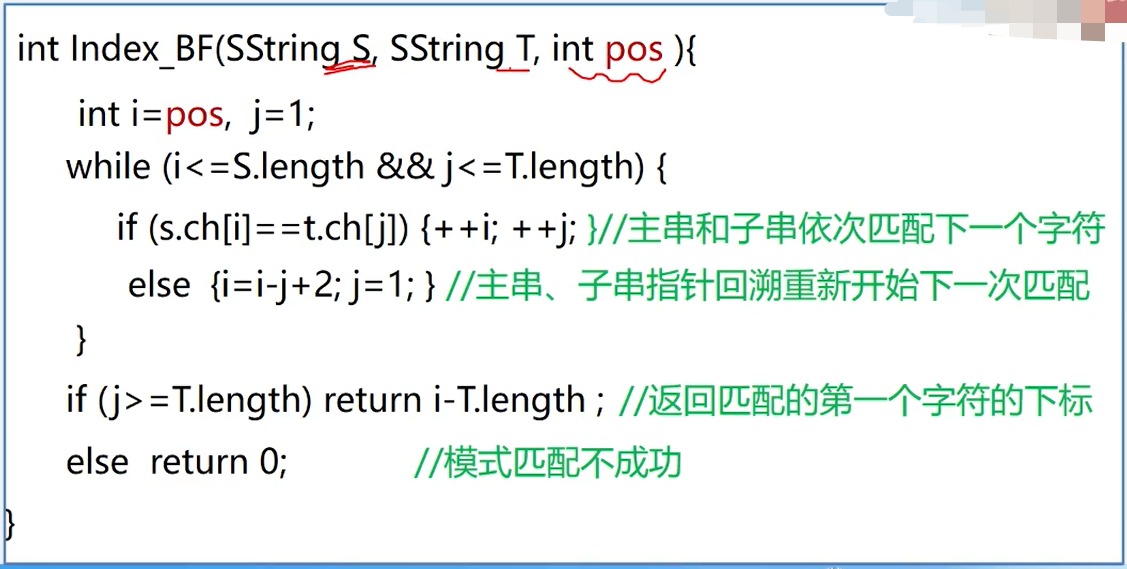 int Index_BF(SString S, SString T, int pos ){
int i=pos, j=1;
while (i<=S.length && j<=T.length) {
if (s.ch[i]==t.ch[j]) {++i; ++j; }//主串和子串依次匹配下一个字符
else {i=i-j+2; j=1; } //主串、子串指针回溯重新开始下一次匹配
}
if (j>=T.length) return i-T.length ; //返回匹配的第一个字符的下标
else return 0; //模式匹配不成功
}